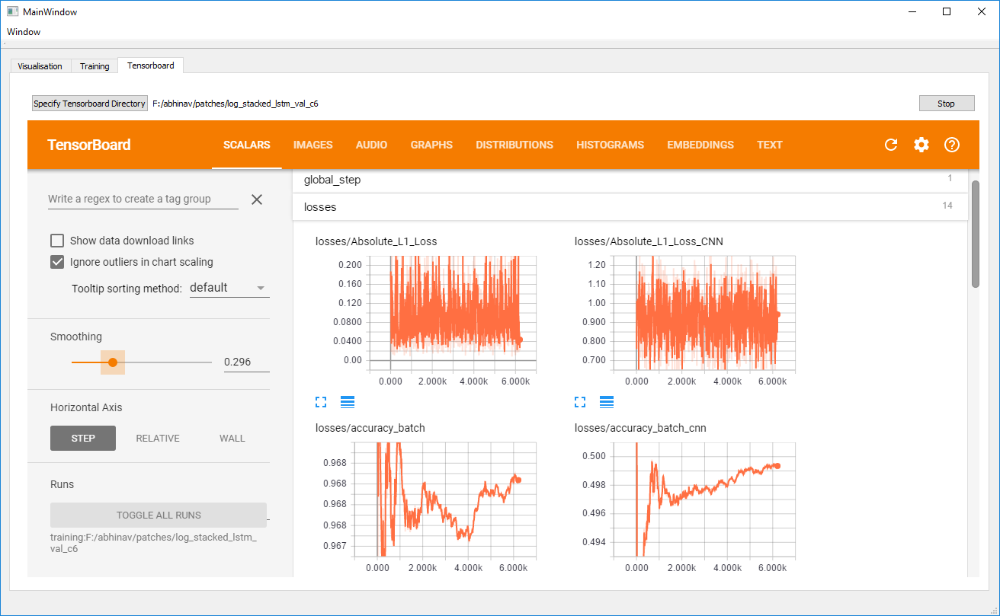 MainWindow
Window
Visualisation Training Tensorboard
Specify Tensorboard Directory F:/abhinav/patches/log_stacked_lstm_val_c6 Stop
TensorBoard SCALARS IMAGES AUDIO GRAPHS DISTRIBUTIONS HISTOGRAMS EMBEDDINGS TEXT
Write a regex to create a tag group
Show data download links
Ignore outliers in chart scaling
Tooltip sorting method: default
Smoothing
0.296
Horizontal Axis
STEP RELATIVE WALL
Runs
TOGGLE ALL RUNS
training:F:/abhinav/patches/log_stacked_lstm_
val_c6
global_step 1
losses 14
losses/Absolute_L1_Loss
0.200
0.160
0.120
0.0800
0.0400
0.00
0.000 2.000k 4.000k 6.000k
losses/Absolute_L1_Loss_CNN
1.20
1.10
1.00
0.900
0.800
0.700
0.000 2.000k 4.000k 6.000k
losses/accuracy_batch
0.968
0.968
0.968
0.968
0.967
0.000 2.000k 4.000k 6.000k
losses/accuracy_batch_cnn
0.500
0.498
0.496
0.494
0.000 2.000k 4.000k 6.000k